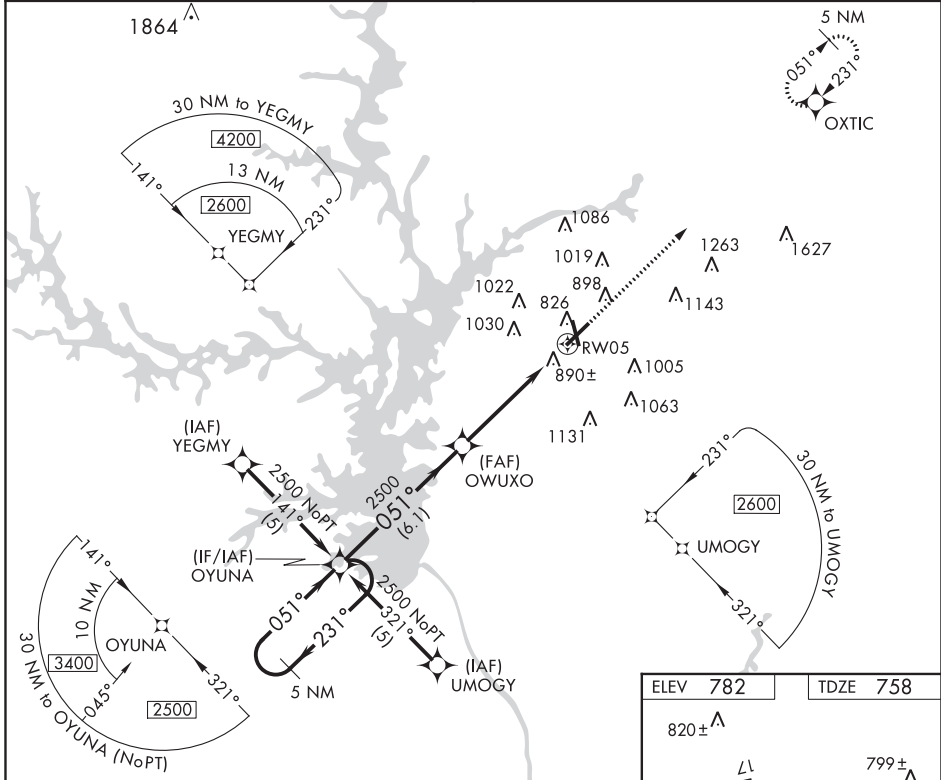 1864
5 NM
051°
231°
OXTIC
30 NM to YEGMY
4200
13 NM
2600
141°
231°
YEGMY
1086
1019
1263
1627
898
1022
826
1143
1030
RW05
890±
1005
1063
1131
(IAF)
YEGMY
2500 NoPT
141°
(5)
(FAF)
OWUXO
2500
051°
(6.1)
(IF/IAF)
OYUNA
051°
231°
5 NM
2500 NoPT
321°
(5)
(IAF)
UMOGY
231°
30 NM to UMOGY
2600
UMOGY
321°
141°
10 NM
OYUNA
3400
045°
321°
2500
30 NM to OYUNA (NoPT)
ELEV 782
TDZE 758
820±
17
799±